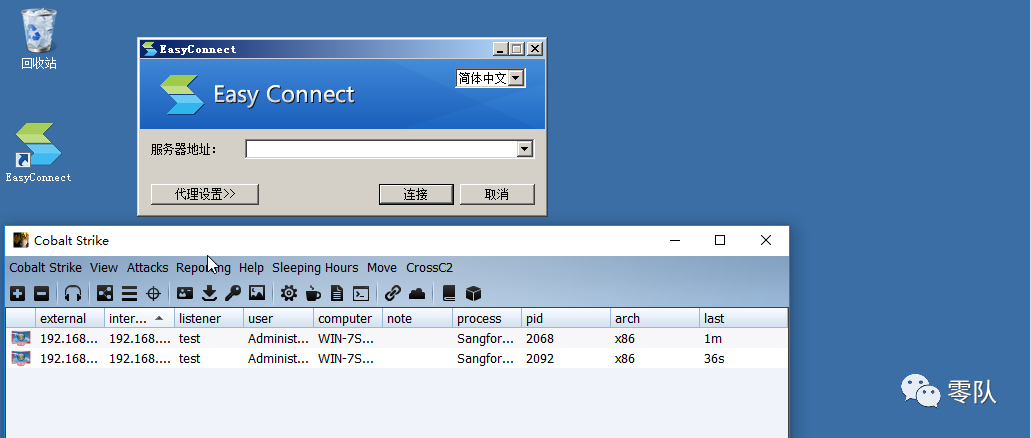 回收站
EasyConnect
EasyConnect
简体中文
Easy Connect
服务器地址:
代理设置>>
连接
取消
Cobalt Strike
Cobalt Strike View Attacks Reporting Help Sleeping Hours Move CrossC2
external inter... listener user computer note process pid arch last
192.168... 192.168.... test Administ... WIN-7S... Sangfor... 2068 x86 1m
192.168... 192.168.... test Administ... WIN-7S... Sangfor... 2092 x86 36s
零队